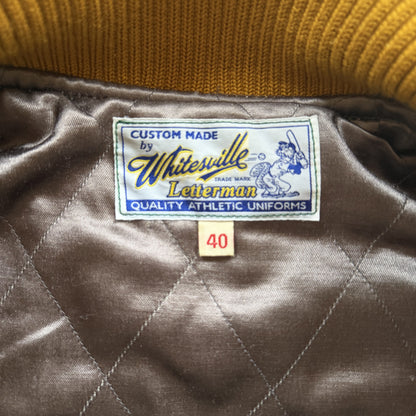 CUSTOM MADE
by
Whitesville
TRADE MARK
Letterman
QUALITY ATHLETIC UNIFORMS
40